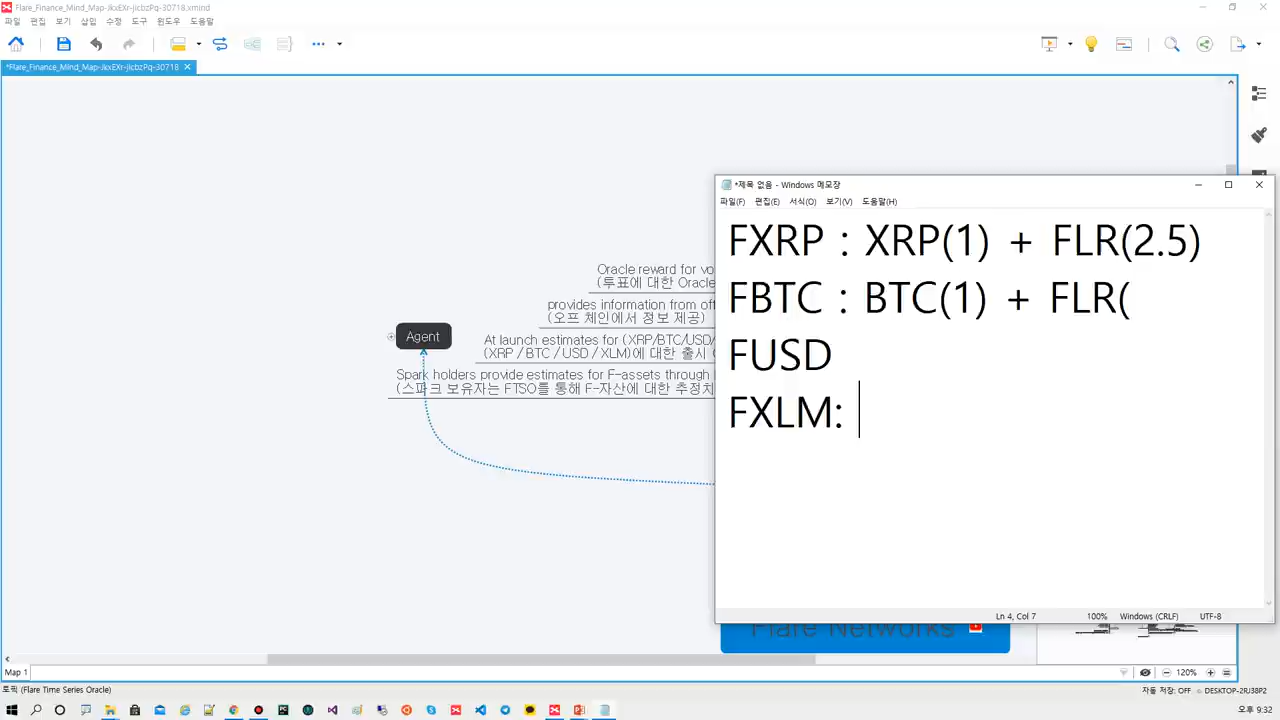 Flare_Finance_Mind_Map-JkxEXr-jicbzPq-30718.xmind
파일 편집 보기 삽입 수정 도구 윈도우 도움말
*Flare_Finance_Mind_Map-JkxEXr-jicbzPq-30718
*제목 없음 - Windows 메모장
파일(F) 편집(E) 서식(O) 보기(V) 도움말(H)
FXRP : XRP(1) + FLR(2.5)
FBTC : BTC(1) + FLR(
FUSD
FXLM:
Oracle reward for vo
(투표에 대한 Oracle
provides information from off
(오프 체인에서 정보 제공)
Agent
At launch estimates for (XRP/BTC/USD/
(XRP / BTC / USD / XLM)에 대한 출시
Spark holders provide estimates for F-assets through
(스파크 보유자는 FTSO를 통해 F-자산에 대한 추정치
Ln 4, Col 7 100% Windows (CRLF) UTF-8
Flare Networks
Map 1
120%
토픽 (Flare Time Series Oracle)
자동 저장: OFF DESKTOP-2RJ38P2
오후 9:32